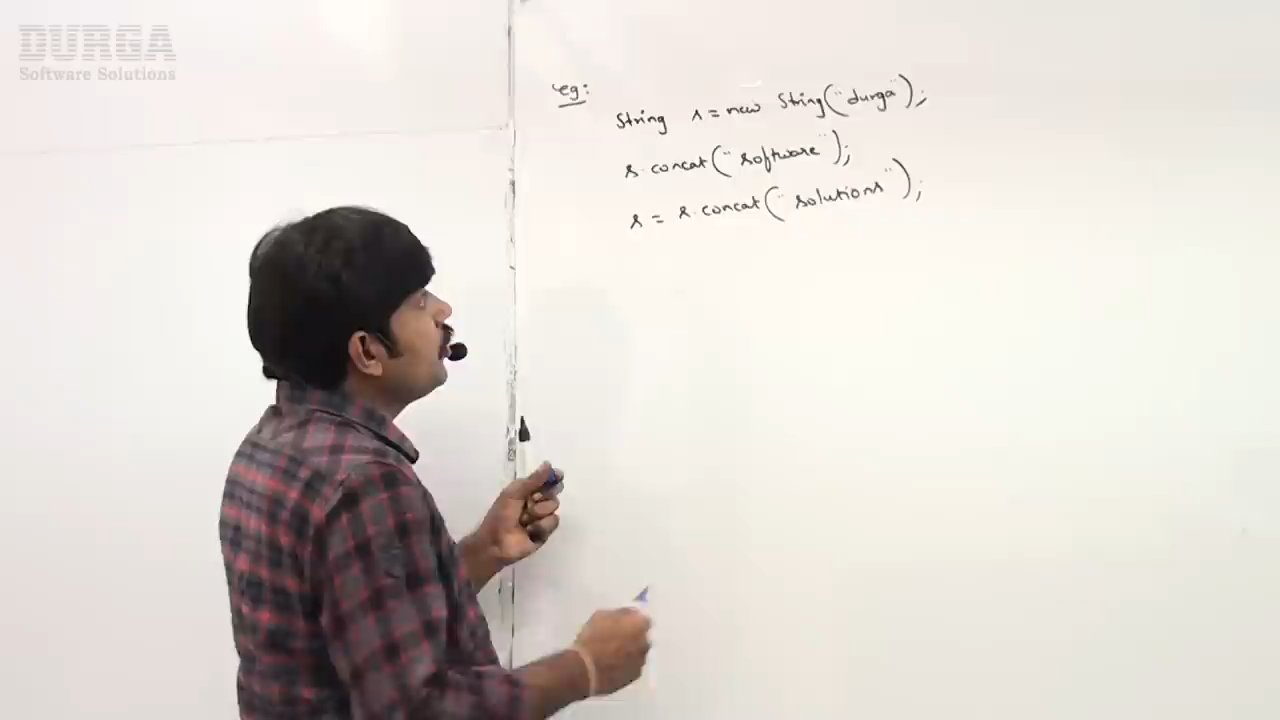 DURGA
Software Solutions
eg:
String s = new String("durga");
s.concat("software");
s = s.concat("solutions");